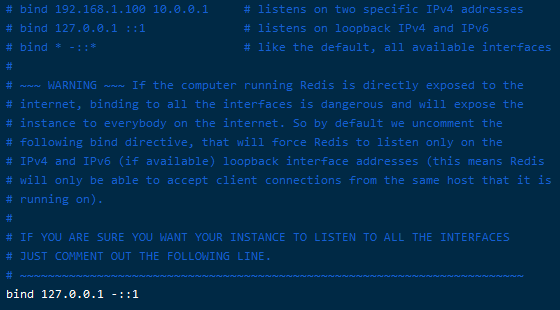 # bind 192.168.1.100 10.0.0.1     # listens on two specific IPv4 addresses
# bind 127.0.0.1 ::1              # listens on loopback IPv4 and IPv6
# bind * -::*                     # like the default, all available interfaces
#
# ~~~ WARNING ~~~ If the computer running Redis is directly exposed to the
# internet, binding to all the interfaces is dangerous and will expose the
# instance to everybody on the internet. So by default we uncomment the
# following bind directive, that will force Redis to listen only on the
# IPv4 and IPv6 (if available) loopback interface addresses (this means Redis
# will only be able to accept client connections from the same host that it is
# running on).
#
# IF YOU ARE SURE YOU WANT YOUR INSTANCE TO LISTEN TO ALL THE INTERFACES
# JUST COMMENT OUT THE FOLLOWING LINE.
# ~~~~~~~~~~~~~~~~~~~~~~~~~~~~~~~~~~~~~~~~~~~~~~~~~~~~~~~~~~~~~~~~~~~~~~~~
bind 127.0.0.1 -::1